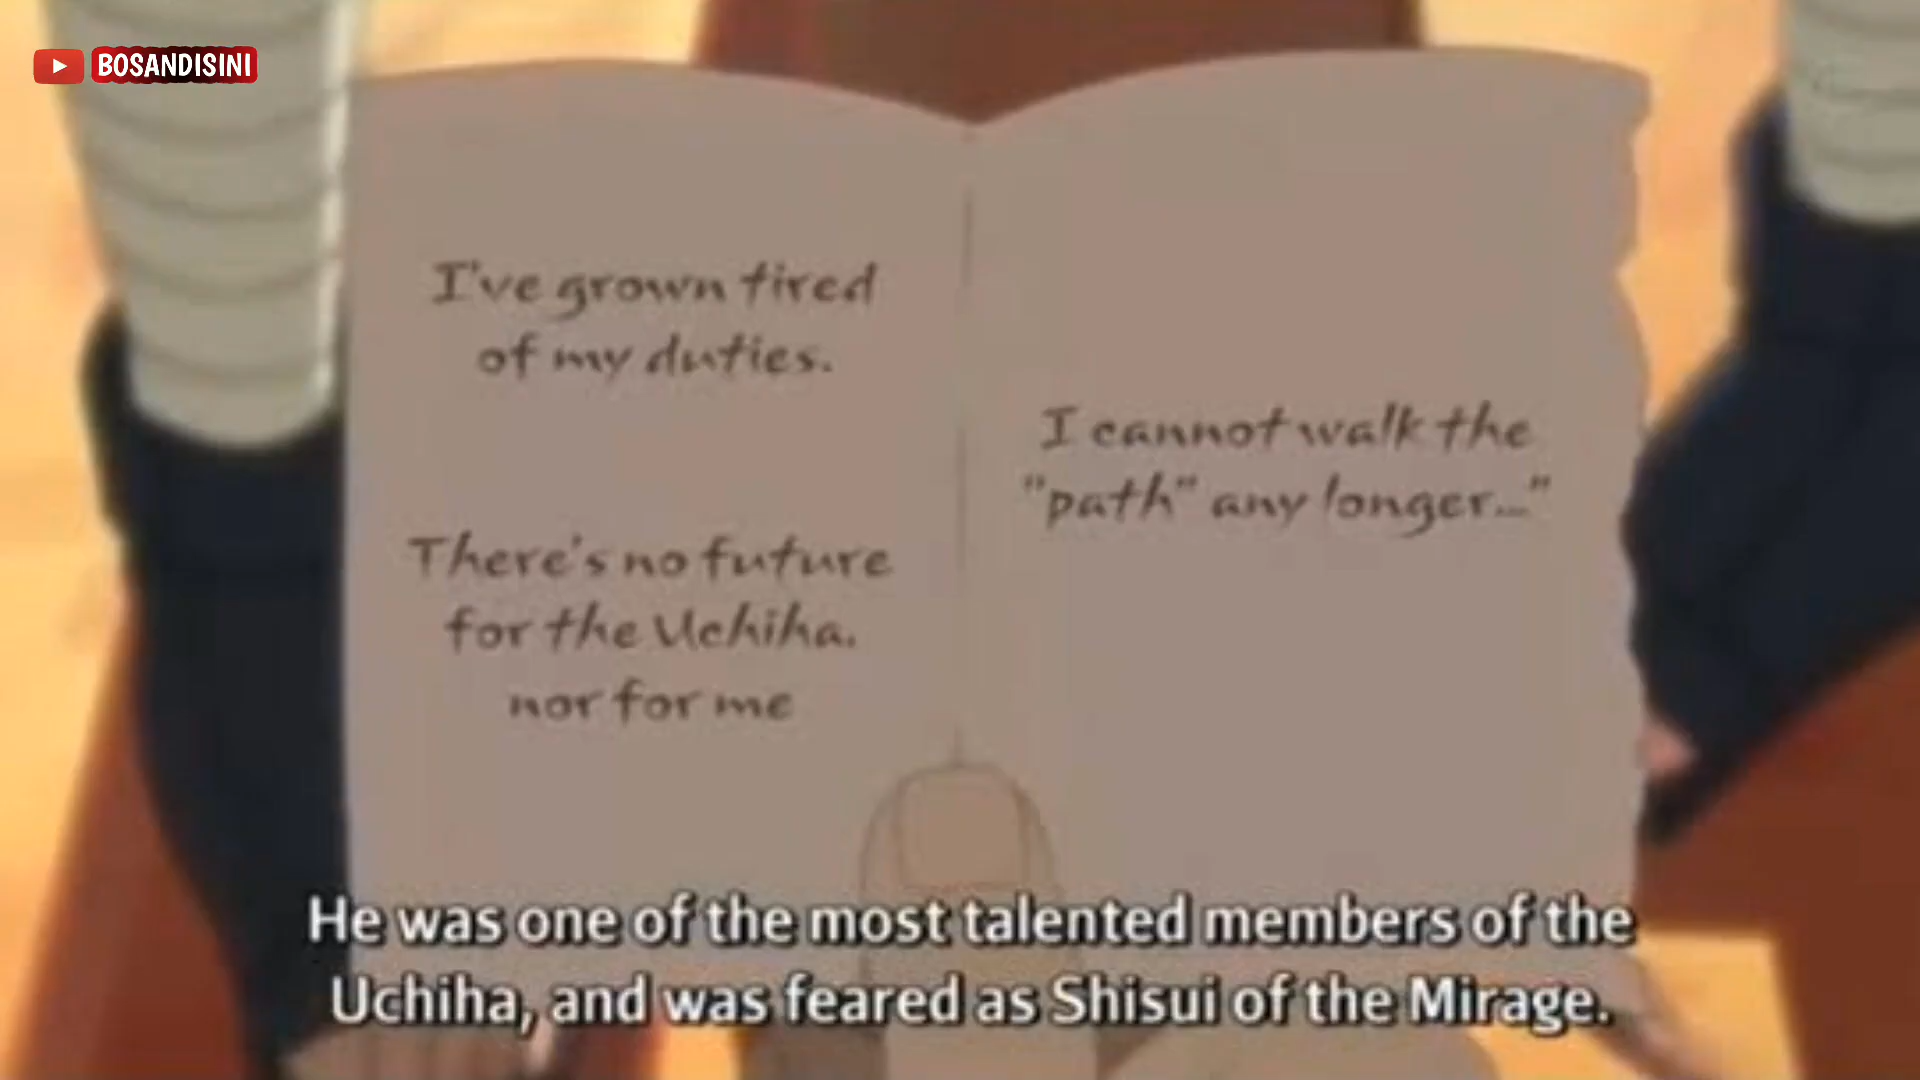 BOSANDISINI
I've grown tired
of my duties.
There's no future
for the Uchiha.
nor for me
I cannot walk the
"path" any longer..."
He was one of the most talented members of the
Uchiha, and was feared as Shisui of the Mirage.